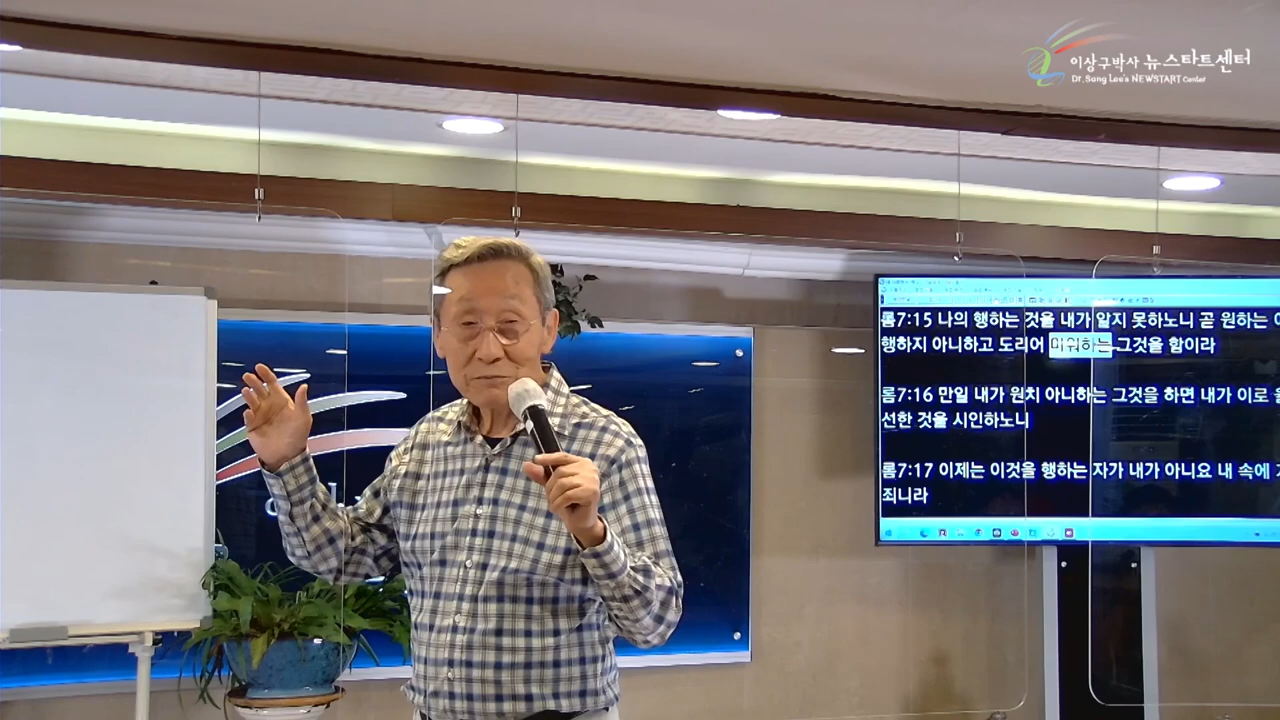 이상구박사 뉴스타트센터
Dr. Sang Lee's NEWSTART Center
롬7:15 나의 행하는 것을 내가 알지 못하노니 곧 원하는
행하지 아니하고 도리어 미워하는 그것을 함이라
롬7:16 만일 내가 원치 아니하는 그것을 하면 내가 이로
선한 것을 시인하노니
롬7:17 이제는 이것을 행하는 자가 내가 아니요 내 속에
죄니라